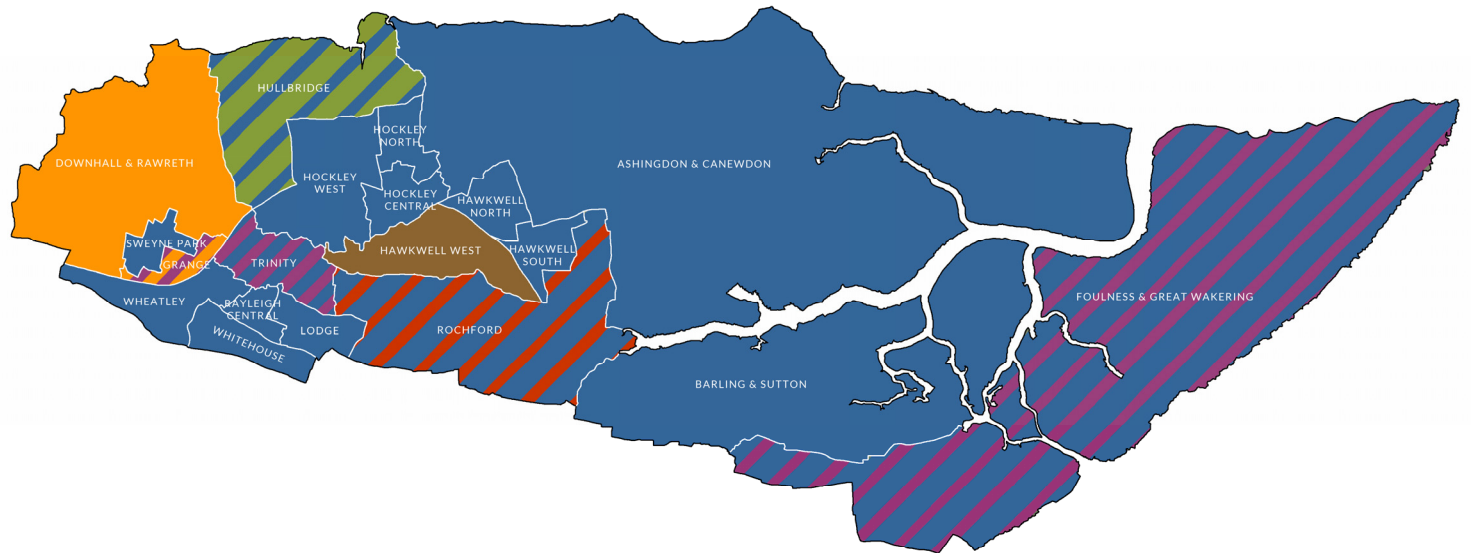 HULLBRIDGE
HOCKLEY
NORTH
DOWNHALL & RAWRETH
ASHINGDON & CANEWDON
HOCKLEY
WEST
HOCKLEY
CENTRAL
HAWKWELL
NORTH
SWEYNE PARK
GRANGE
TRINITY
HAWKWELL WEST
HAWKWELL
SOUTH
WHEATLEY
RAYLEIGH
CENTRAL
LODGE
WHITEHOUSE
ROCHFORD
FOULNESS & GREAT WAKERING
BARLING & SUTTON